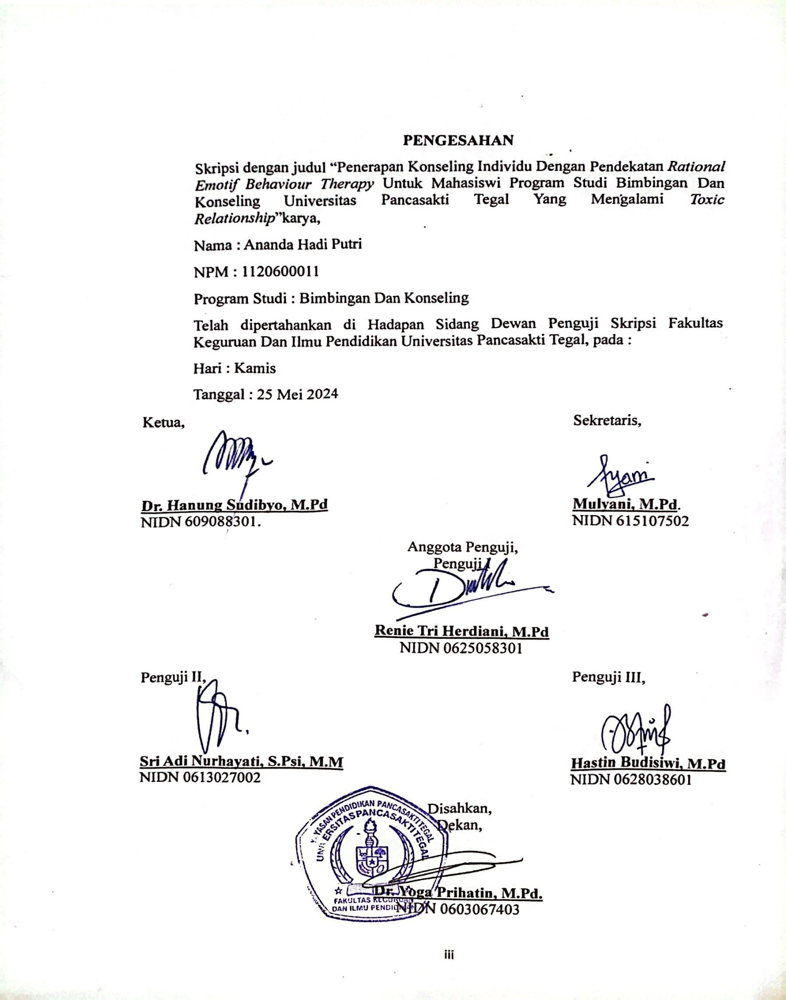 PENGESAHAN
Skripsi dengan judul “Penerapan Konseling Individu Dengan Pendekatan Rational
Emotif Behaviour Therapy Untuk Mahasiswi Program Studi Bimbingan Dan
Konseling Universitas Pancasakti Tegal Yang Mengalami Toxic
Relationship”karya,
Nama : Ananda Hadi Putri
NPM : 1120600011
Program Studi : Bimbingan Dan Konseling
Telah dipertahankan di Hadapan Sidang Dewan Penguji Skripsi Fakultas
Keguruan Dan Ilmu Pendidikan Universitas Pancasakti Tegal, pada :
Hari : Kamis
Tanggal : 25 Mei 2024
Ketua,
Sekretaris,
Dr. Hanung Sudibyo, M.Pd
NIDN 609088301.
Mulyani, M.Pd.
NIDN 615107502
Anggota Penguji,
Penguji I
Renie Tri Herdiani, M.Pd
NIDN 0625058301
Penguji II,
Penguji III,
Sri Adi Nurhayati, S.Psi, M.M
NIDN 0613027002
Hastin Budisiwi, M.Pd
NIDN 0628038601
YAYASAN PENDIDIKAN PANCASAKTI TEGAL
UNIVERSITAS PANCASAKTI TEGAL
FAKULTAS KEGURUAN
DAN ILMU PENDIDIKAN
Disahkan,
Dekan,
Dr. Yoga Prihatin, M.Pd.
NIDN 0603067403
iii